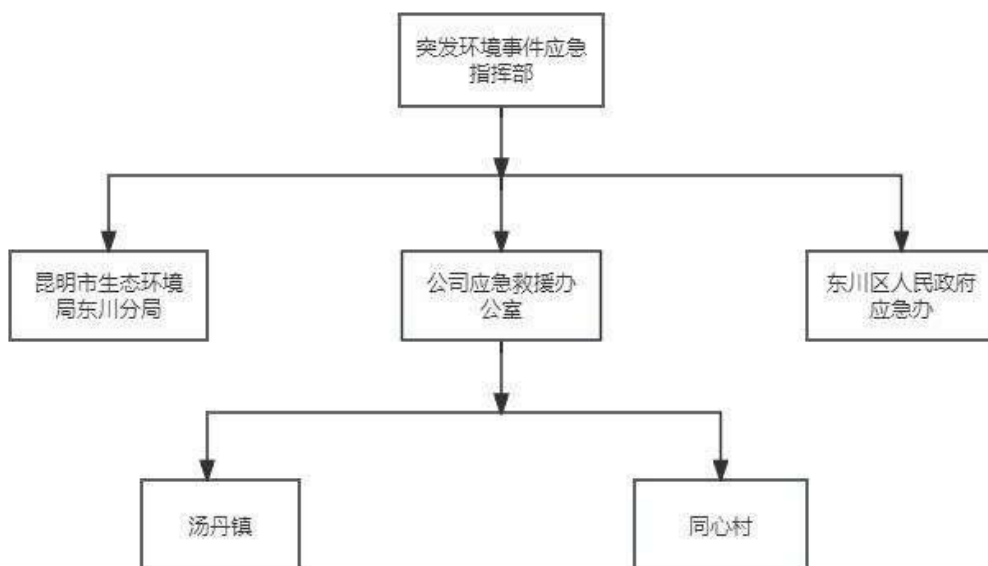 突发环境事件应急
指挥部
昆明市生态环境
局东川分局
公司应急救援办
公室
东川区人民政府
应急办
汤丹镇
同心村